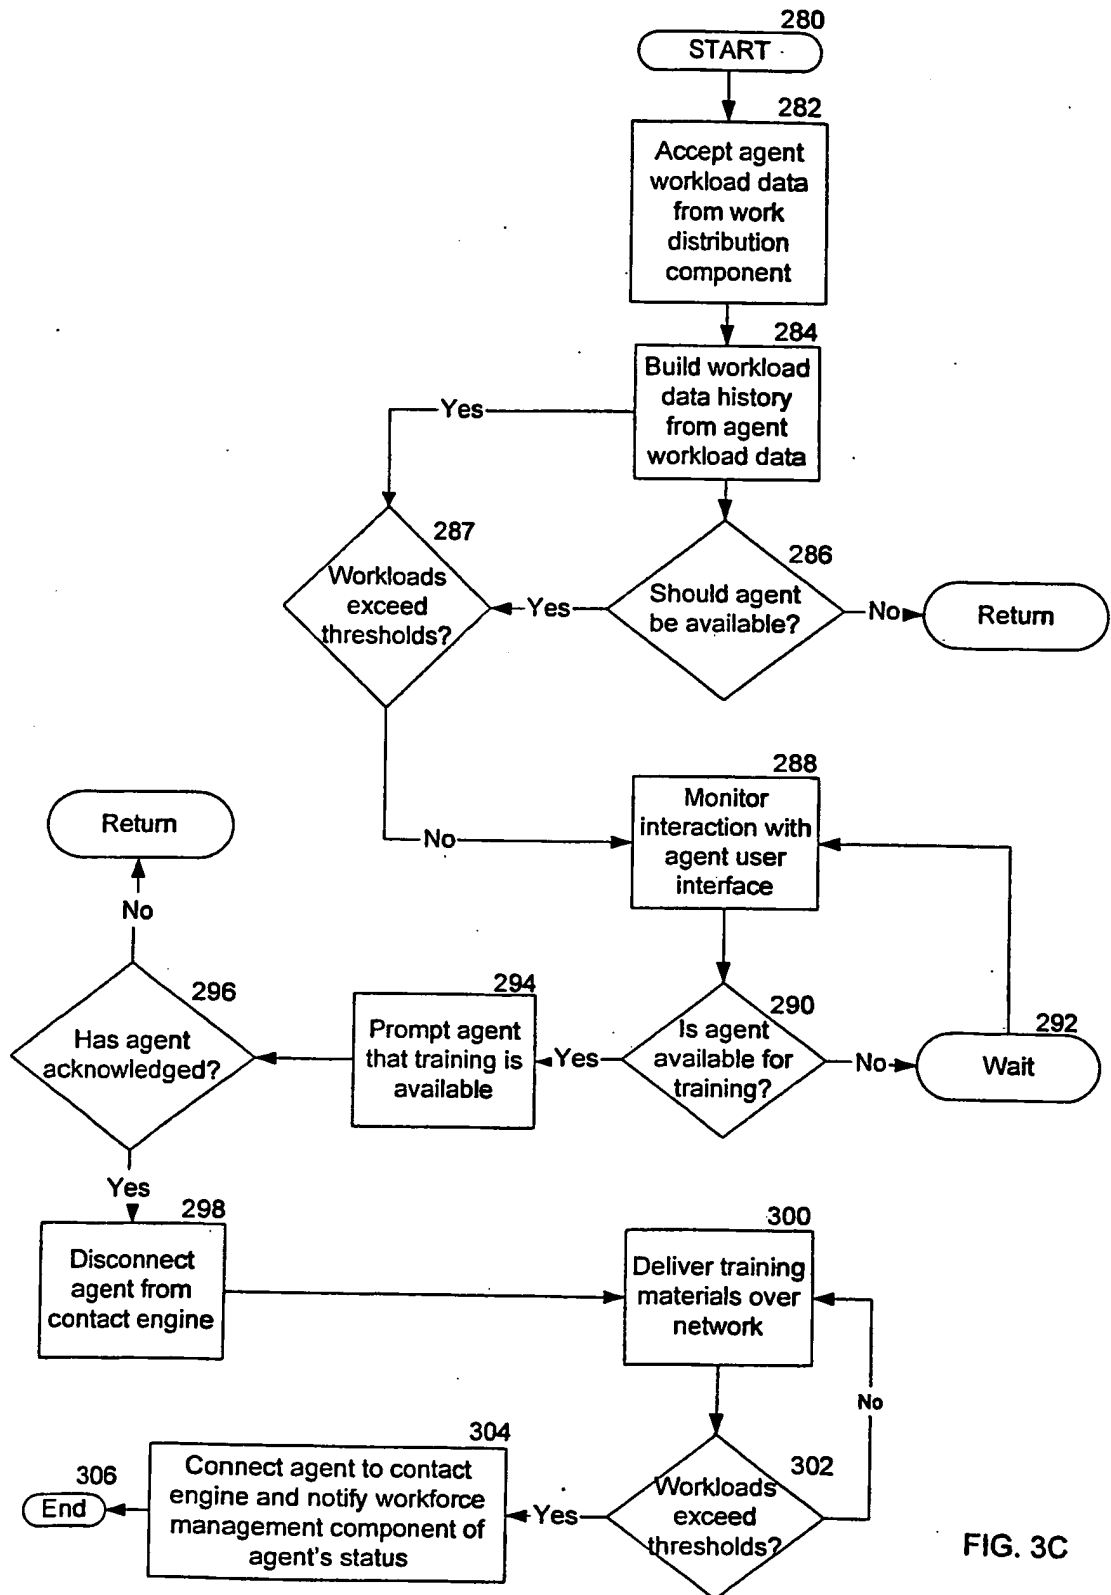 280
START
282
Accept agent
workload data
from work
distribution
component
284
Build workload
data history
from agent
workload data
Yes
287
Workloads
exceed
thresholds?
Yes
286
Should agent
be available?
No
Return
288
Monitor
interaction with
agent user
interface
No
Return
No
296
Has agent
acknowledged?
294
Prompt agent
that training is
available
Yes
290
Is agent
available for
training?
No
292
Wait
Yes
298
Disconnect
agent from
contact engine
300
Deliver training
materials over
network
No
302
Workloads
exceed
thresholds?
Yes
304
Connect agent to contact
engine and notify workforce
management component of
agent's status
306
End
FIG. 3C